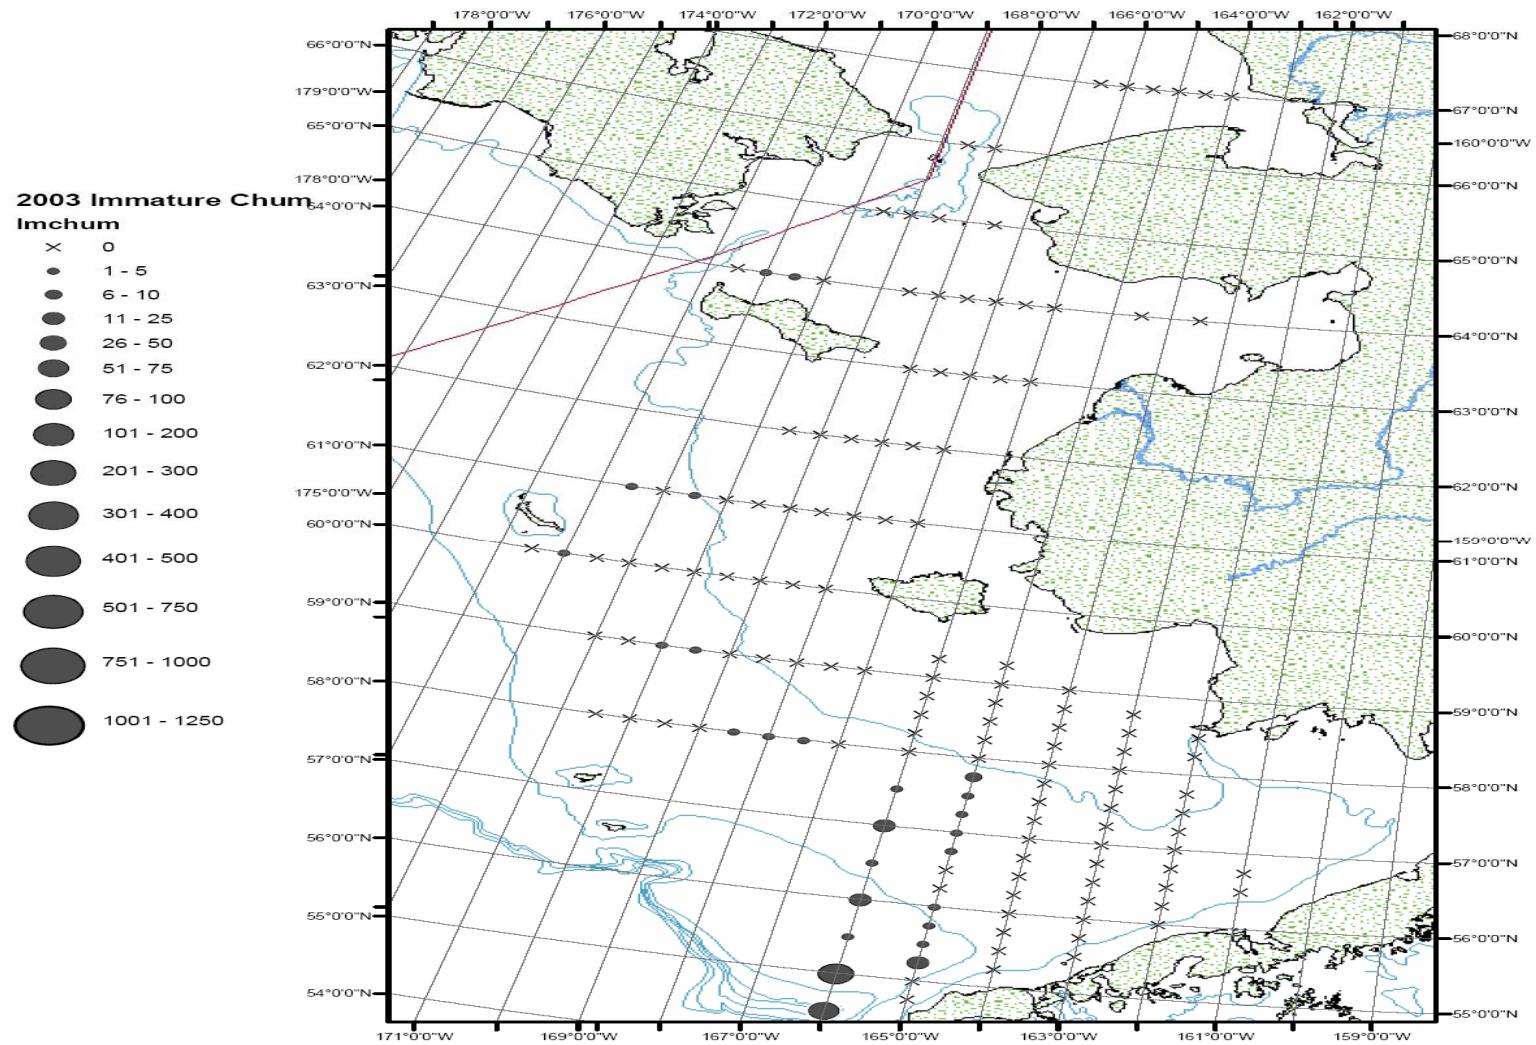 178°0'0"W 176°0'0"W 174°0'0"W 172°0'0"W 170°0'0"W 168°0'0"W 166°0'0"W 164°0'0"W 162°0'0"W
66°0'0"N
179°0'0"W
65°0'0"N
178°0'0"W
64°0'0"N
63°0'0"N
62°0'0"N
61°0'0"N
175°0'0"W
60°0'0"N
59°0'0"N
58°0'0"N
57°0'0"N
56°0'0"N
55°0'0"N
54°0'0"N
2003 Immature Chum
Imchum
0
1 - 5
6 - 10
11 - 25
26 - 50
51 - 75
76 - 100
101 - 200
201 - 300
301 - 400
401 - 500
501 - 750
751 - 1000
1001 - 1250
68°0'0"N
67°0'0"N
160°0'0"W
66°0'0"N
65°0'0"N
64°0'0"N
63°0'0"N
62°0'0"N
159°0'0"W
61°0'0"N
60°0'0"N
59°0'0"N
58°0'0"N
57°0'0"N
56°0'0"N
55°0'0"N
171°0'0"W 169°0'0"W 167°0'0"W 165°0'0"W 163°0'0"W 161°0'0"W 159°0'0"W